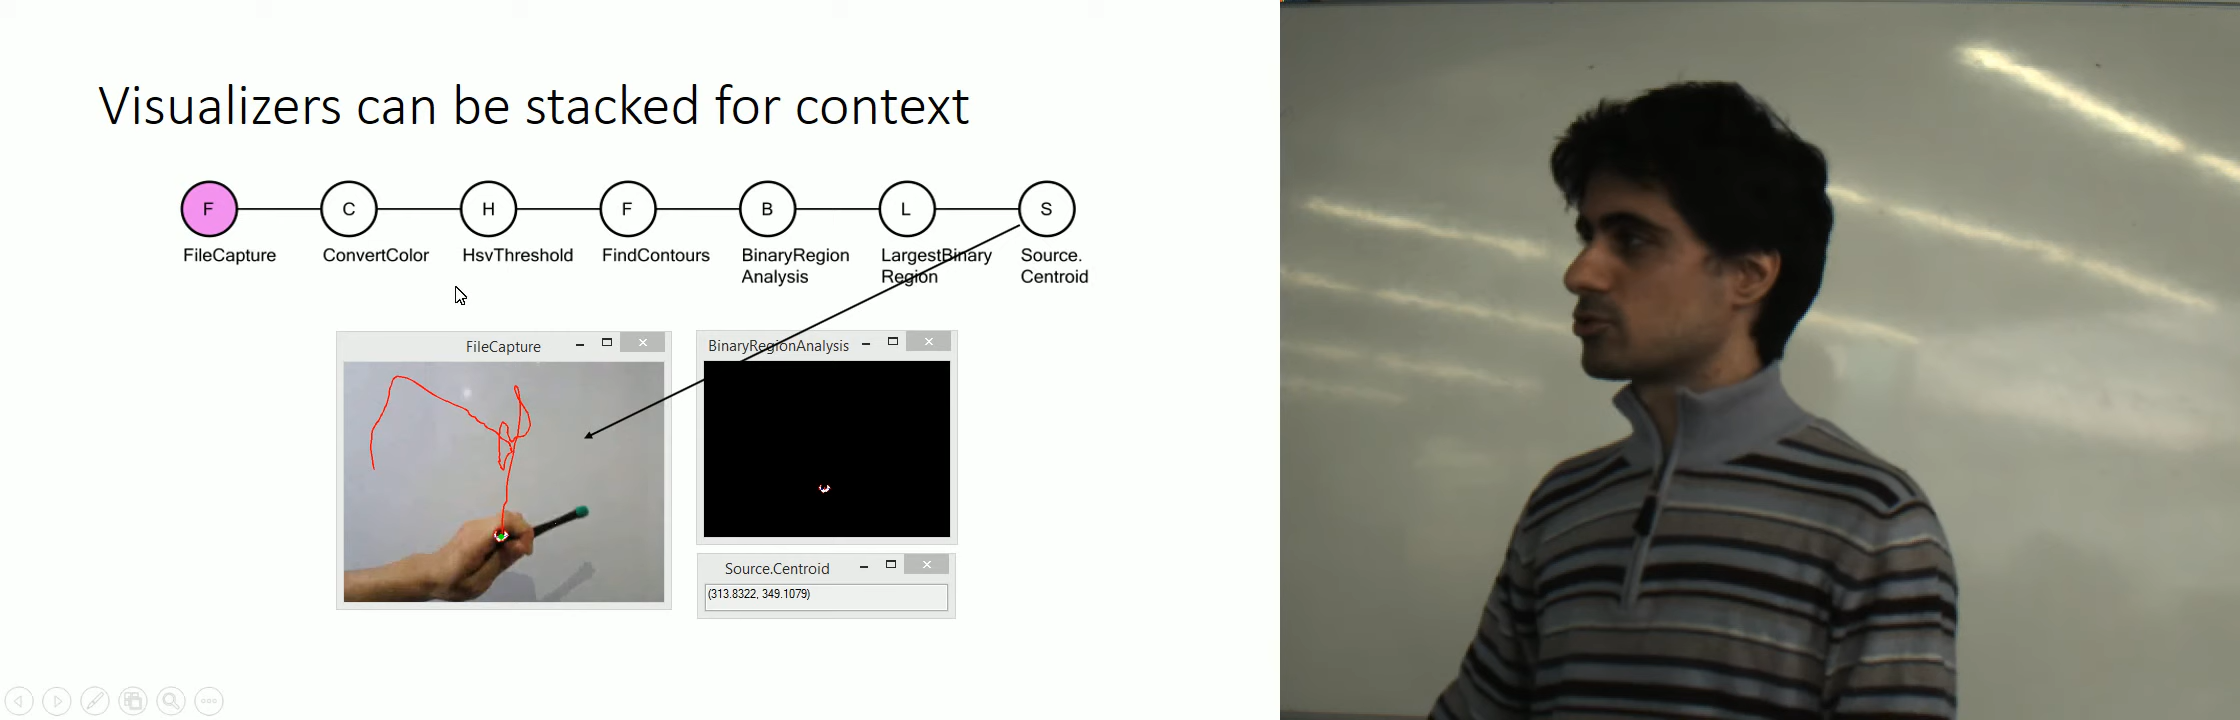 Visualizers can be stacked for context
F C H F B L S
FileCapture ConvertColor HsvThreshold FindContours BinaryRegion LargestBinary Source.
Analysis Region Centroid
FileCapture
BinaryRegionAnalysis
Source.Centroid
(313.8322, 349.1079)